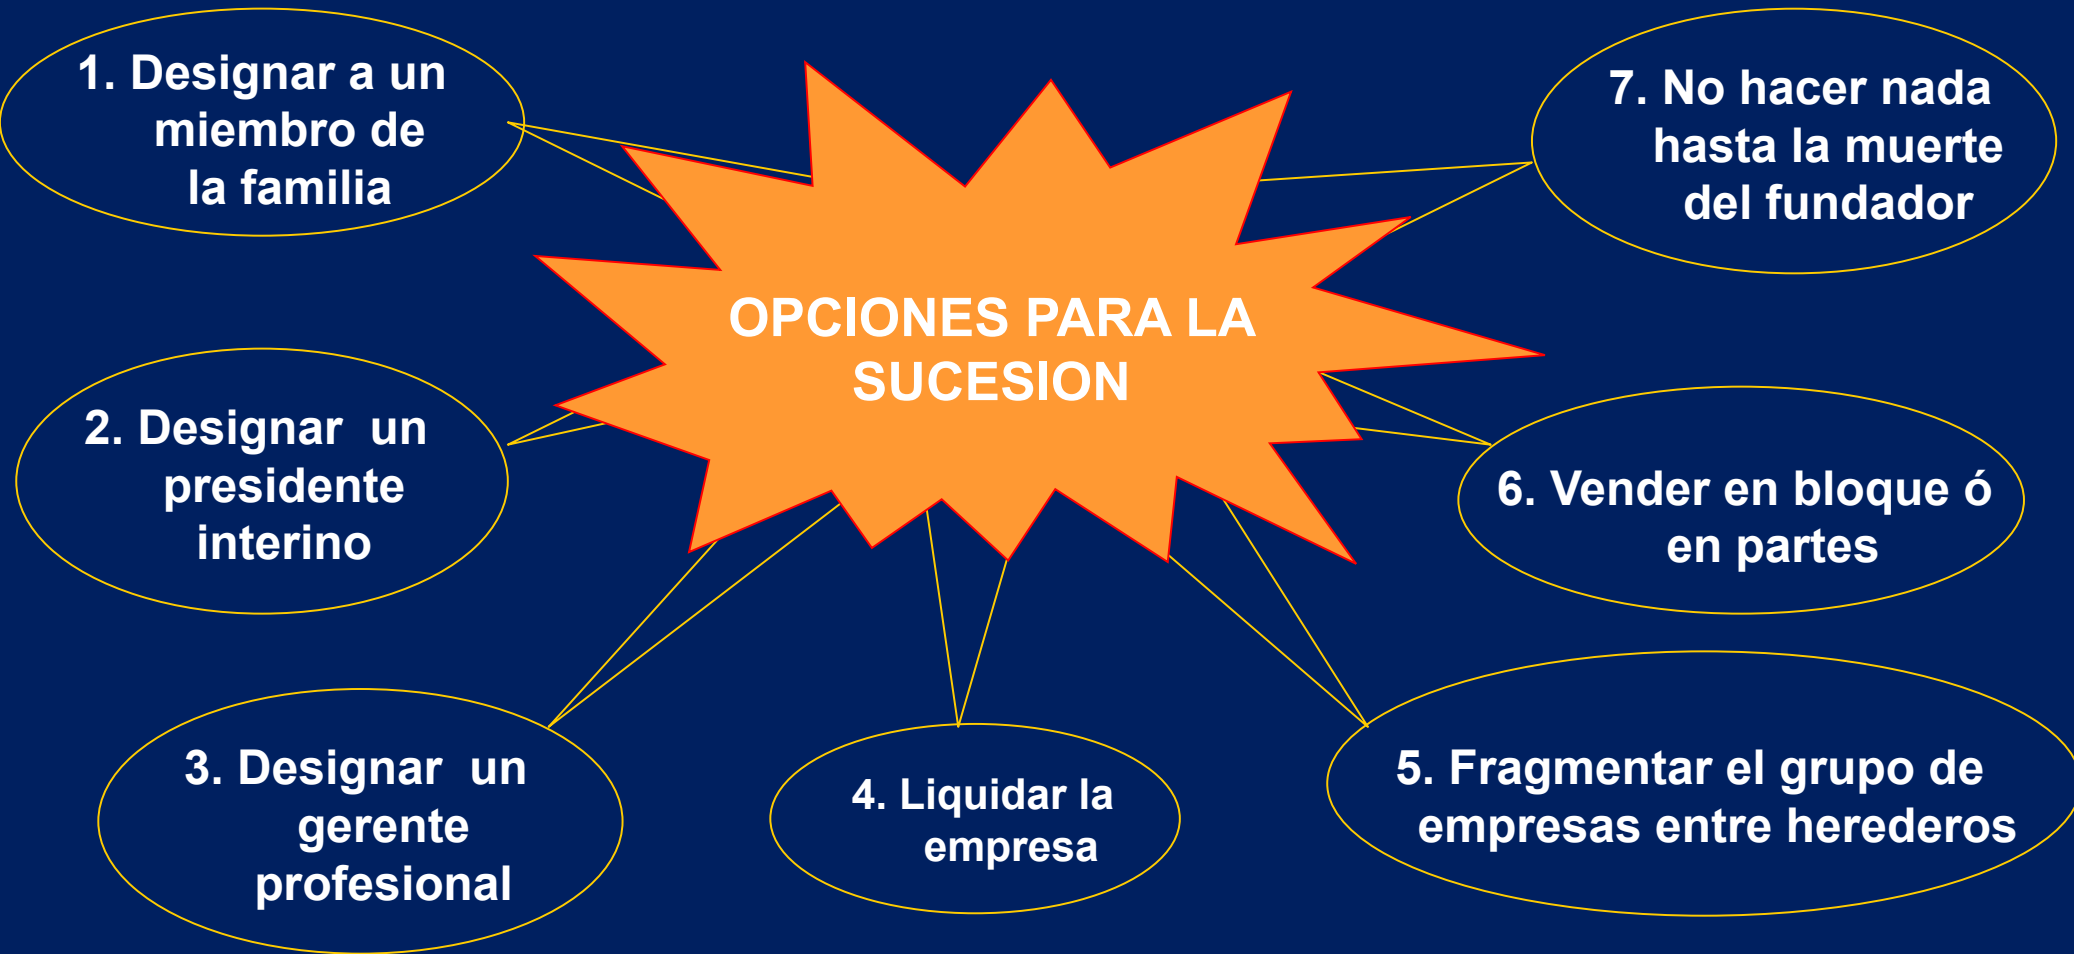 OPCIONES PARA LA
SUCESION
1. Designar a un
miembro de
la familia
2. Designar un
presidente
interino
3. Designar un
gerente
profesional
4. Liquidar la
empresa
5. Fragmentar el grupo de
empresas entre herederos
6. Vender en bloque ó
en partes
7. No hacer nada
hasta la muerte
del fundador